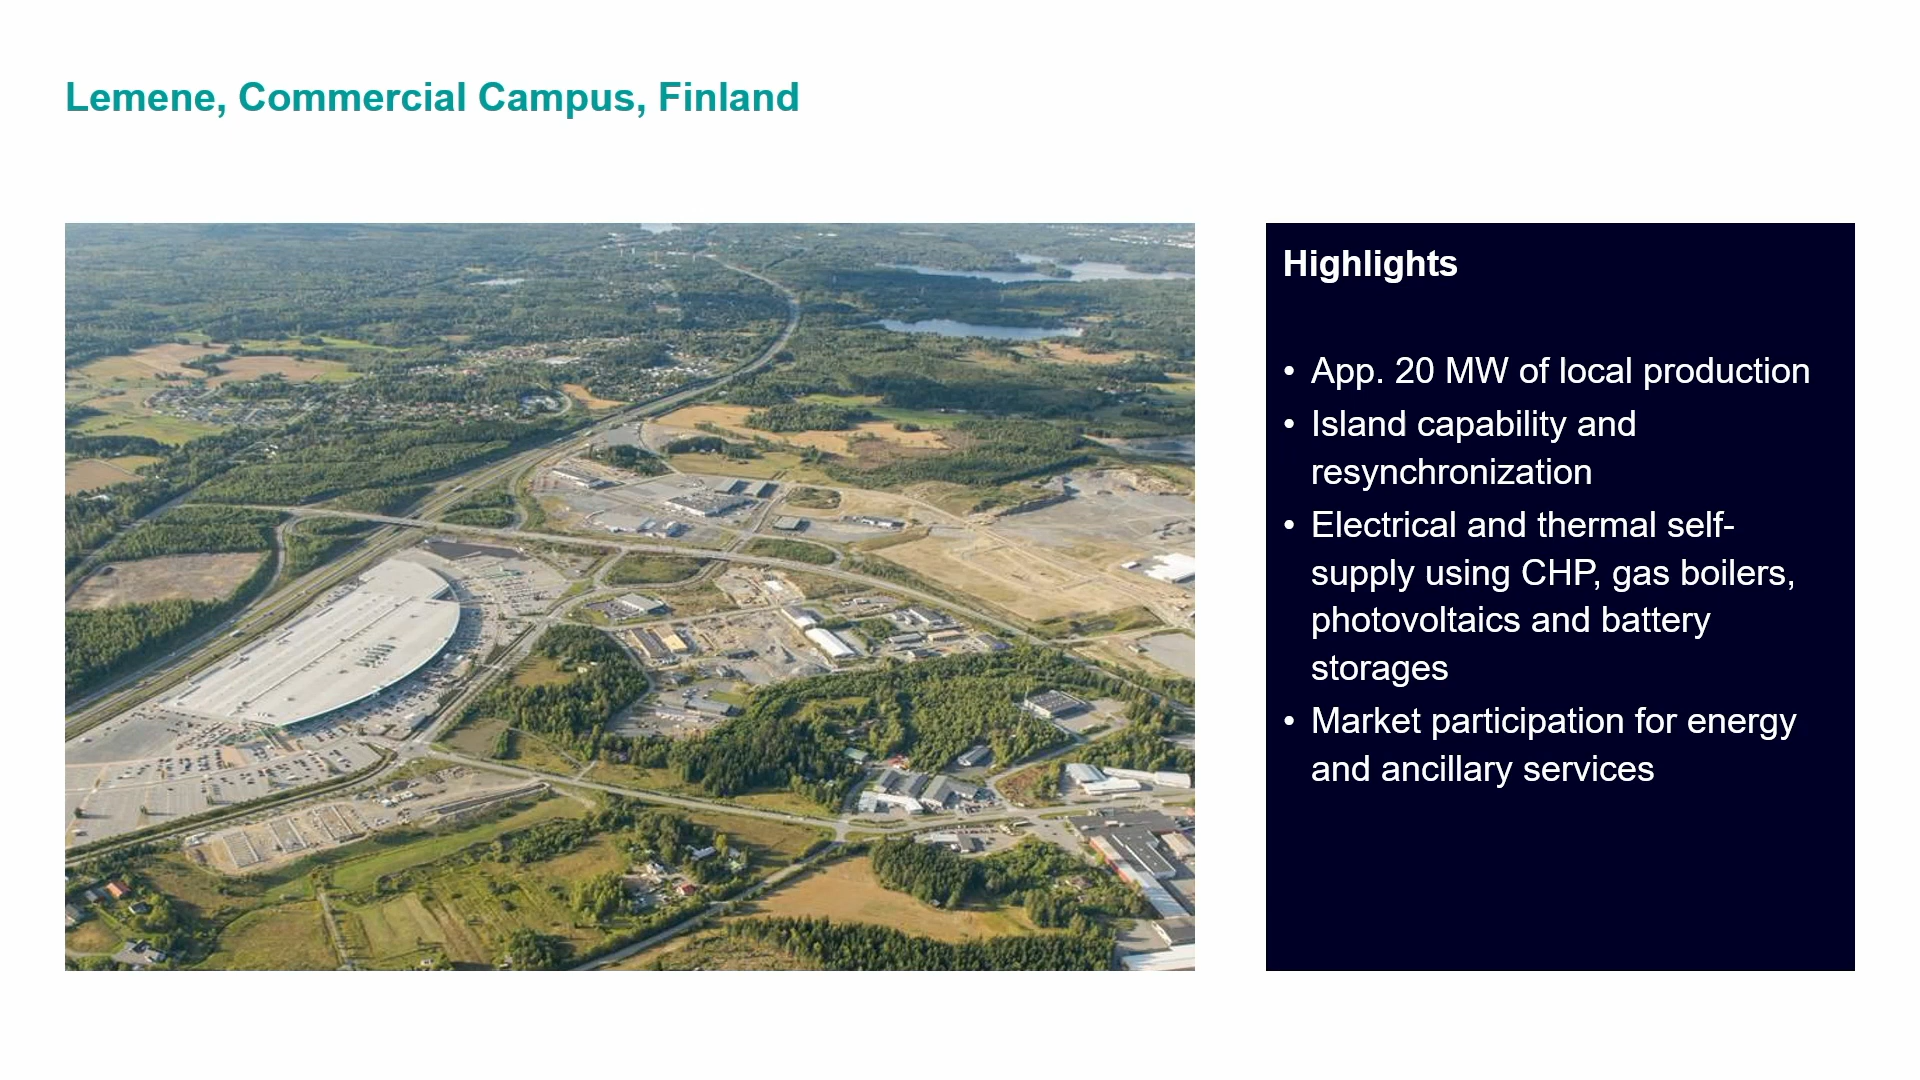 Lemene, Commercial Campus, Finland
Highlights
• App. 20 MW of local production
• Island capability and
resynchronization
• Electrical and thermal self-
supply using CHP, gas boilers,
photovoltaics and battery
storages
• Market participation for energy
and ancillary services